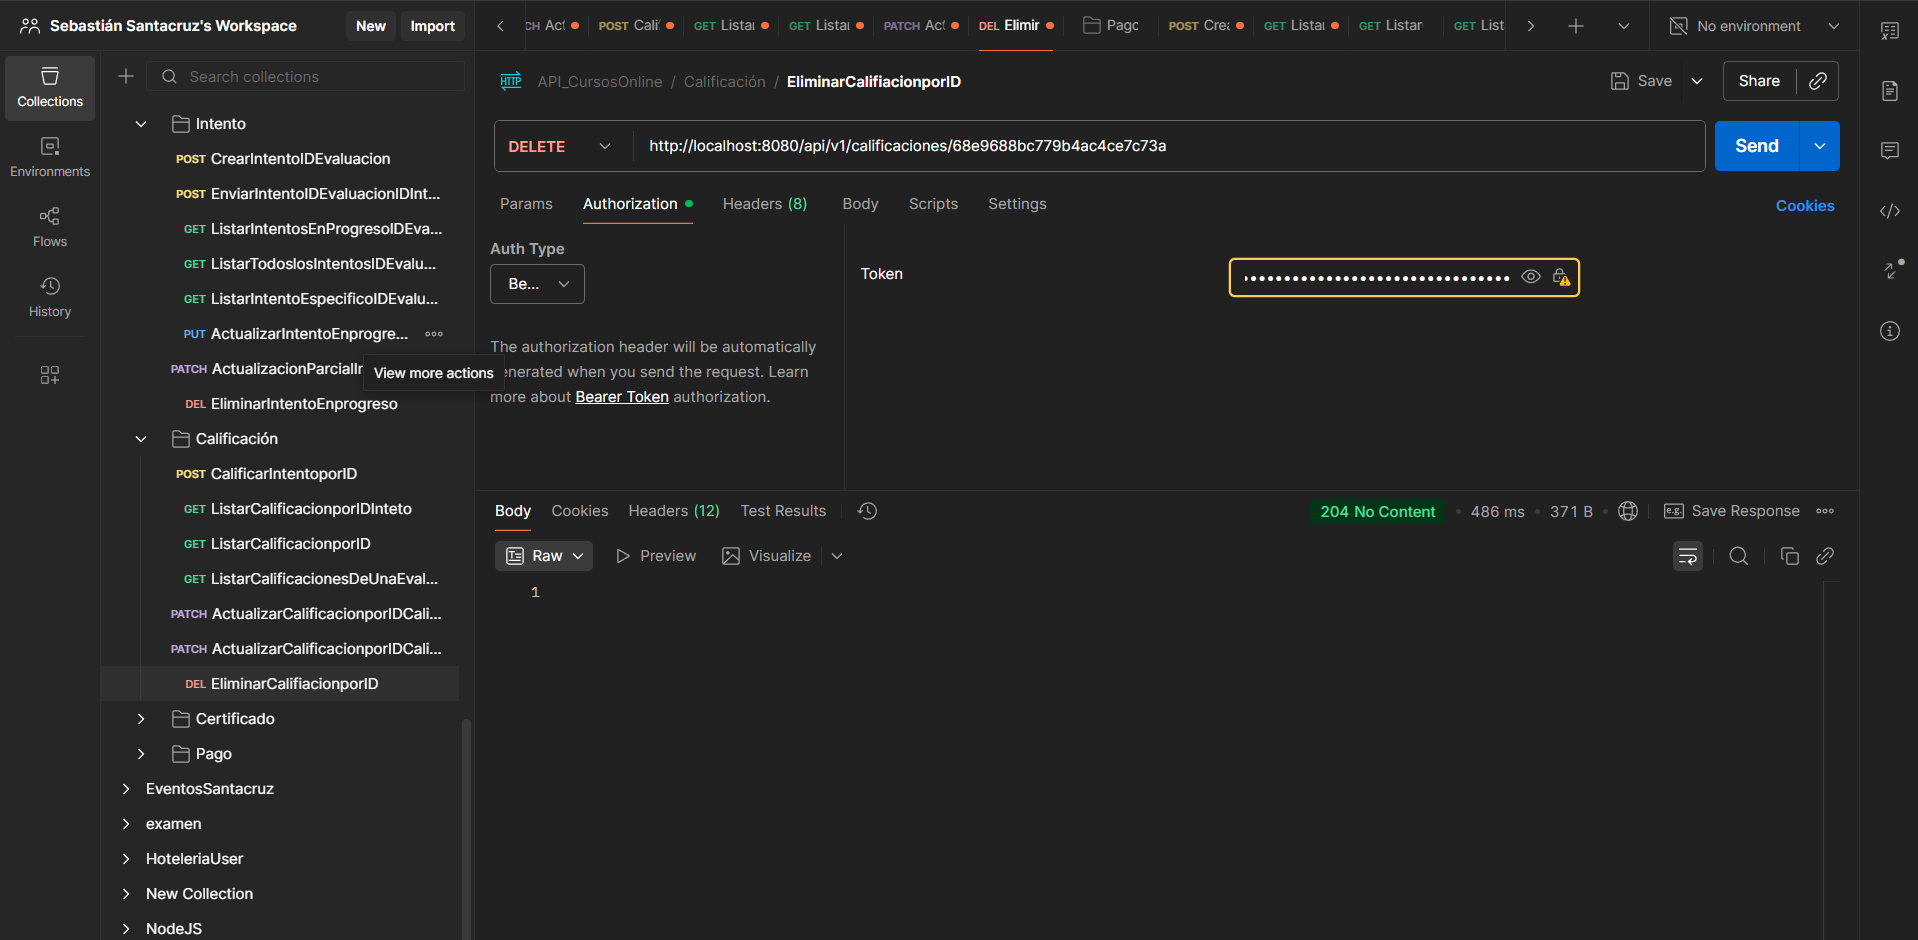 Sebastián Santacruz's Workspace
New
Import
CH Act
POST Calif
GET Listar
GET Listar
PATCH Act
DEL Elimir
Pago
POST Crea
GET Listar
GET Listar
GET List
No environment
Collections
Environments
Flows
History
Search collections
Intento
POST CrearIntentoIDEvaluacion
POST EnviarIntentoIDEvaluacionIDInt...
GET ListarIntentosEnProgresoIDEva...
GET ListarTodoslosIntentosIDEvalu...
GET ListarIntentoEspecificoIDEvalu...
PUT ActualizarIntentoEnprogre...
PATCH ActualizacionParcialIr
View more actions
DEL EliminarIntentoEnprogreso
Calificación
POST CalificarIntentoporID
GET ListarCalificacionporIDInteto
GET ListarCalificacionporID
GET ListarCalificacionesDeUnaEval...
PATCH ActualizarCalificacionporIDCali...
PATCH ActualizarCalificacionporIDCali...
DEL EliminarCalifiacionporID
Certificado
Pago
EventosSantacruz
examen
HoteleriaUser
New Collection
NodeJS
HTTP
API_CursosOnline / Calificación / EliminarCalifiacionporID
Save
Share
DELETE
http://localhost:8080/api/v1/calificaciones/68e9688bc779b4ac4ce7c73a
Send
Params
Authorization
Headers (8)
Body
Scripts
Settings
Cookies
Auth Type
Be...
The authorization header will be automatically
enerated when you send the request. Learn
more about Bearer Token authorization.
Token
Body
Cookies
Headers (12)
Test Results
204 No Content
486 ms
371 B
e.g.
Save Response
Raw
Preview
Visualize
1